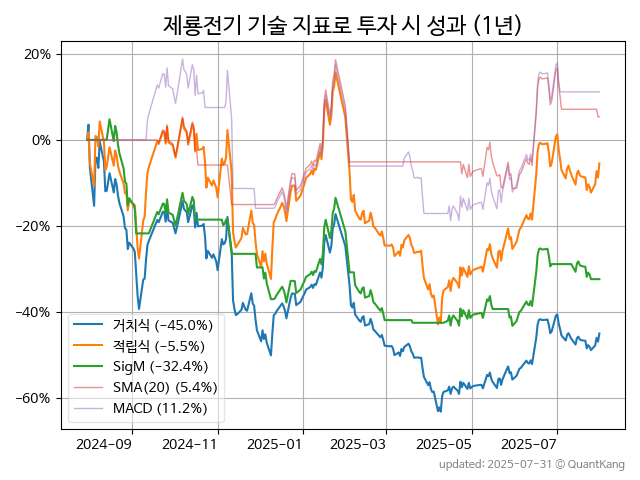 제룡전기 기술 지표로 투자 시 성과 (1년)
20%
0%
−20%
−40%
−60%
거치식 (−45.0%)
적립식 (−5.5%)
SigM (−32.4%)
SMA(20) (5.4%)
MACD (11.2%)
2024−09
2024−11
2025−01
2025−03
2025−05
2025−07
updated: 2025-07-31 © QuantKang